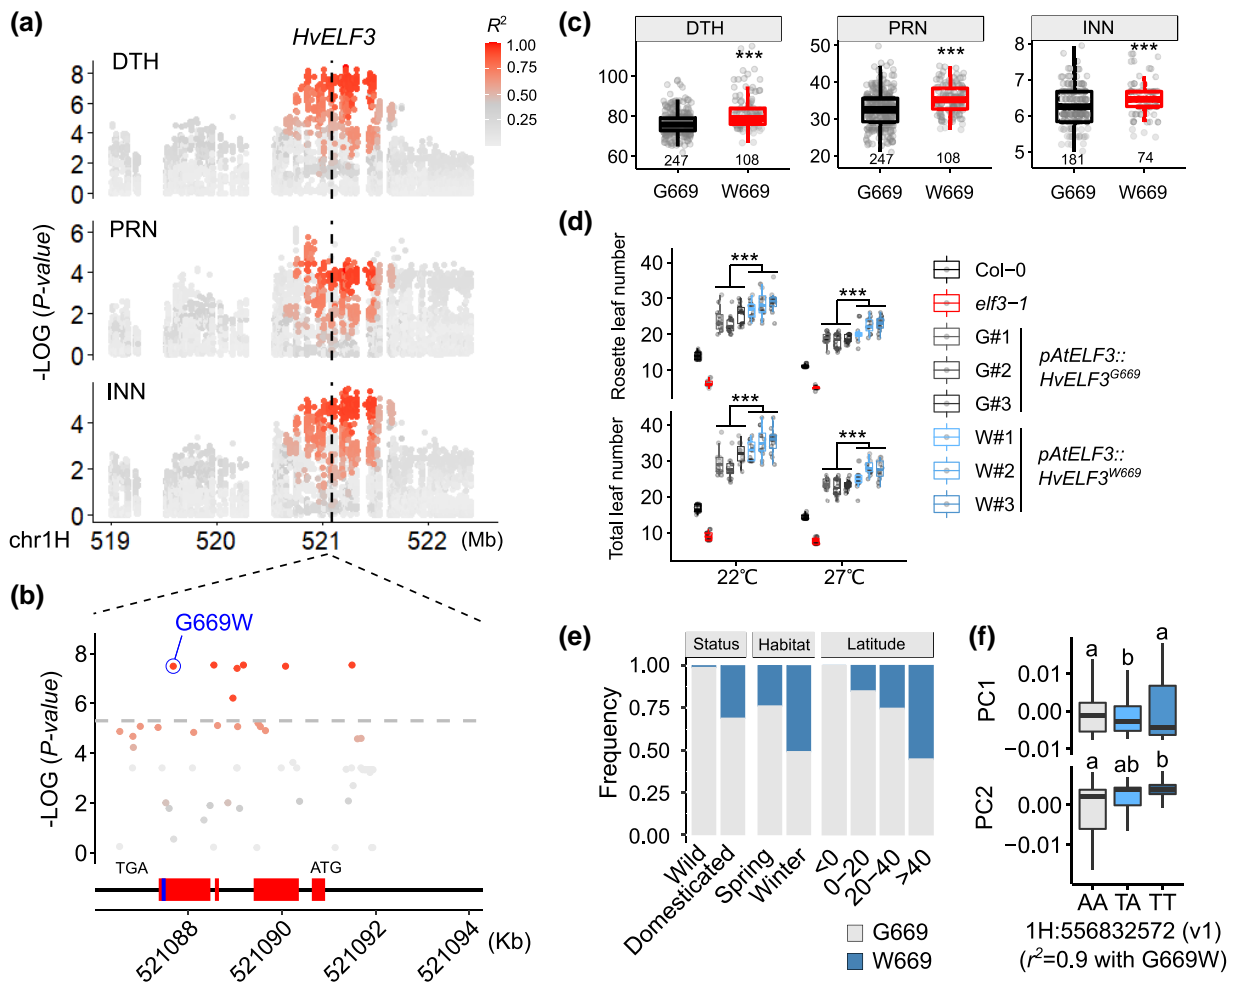 (a)
HvELF3
R²
1.00
0.75
0.50
0.25
DTH
8
6
4
2
0
PRN
6
4
2
0
INN
4
2
0
-LOG (P-value)
chr1H
519
520
521
522
(Mb)
(b)
G669W
8
6
4
2
0
-LOG (P-value)
TGA
ATG
521088
521090
521092
521094
(Kb)
(c)
DTH
100
80
60
***
247
108
G669
W669
PRN
50
40
30
20
***
247
108
G669
W669
INN
8
7
6
5
***
181
74
G669
W669
(d)
Rosette leaf number
40
30
20
10
***
***
Total leaf number
40
30
20
10
***
***
22℃
27℃
Col−0
elf3−1
G#1
G#2
G#3
pAtELF3::
HvELF3G669
W#1
W#2
W#3
pAtELF3::
HvELF3W669
(e)
Status
Habitat
Latitude
Frequency
1.00
0.75
0.50
0.25
0.00
Wild
Domesticated
Spring
Winter
<0
0−20
20−40
>40
G669
W669
(f)
PC1
0.01
0.00
−0.01
a
b
a
PC2
0.00
−0.01
a
ab
b
AA
TA
TT
1H:556832572 (v1)
(r²=0.9 with G669W)